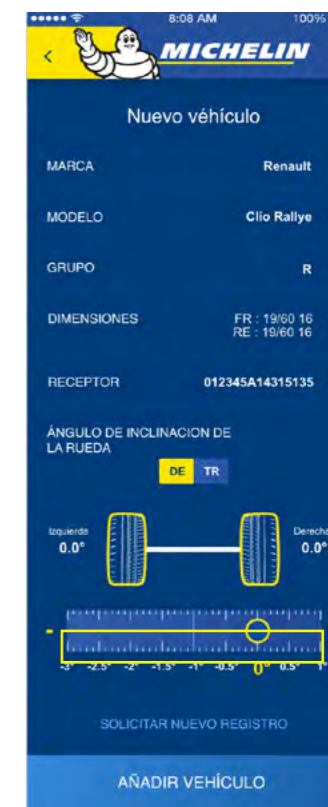 8:08 AM 100%
< MICHELIN
Nuevo véhículo
MARCA Renault
MODELO Clio Rallye
GRUPO R
DIMENSIONES FR : 19/60 16
RE : 19/60 16
RECEPTOR 012345A14315135
ÁNGULO DE INCLINACION DE
LA RUEDA
DE TR
Izquierda Derecha
0.0° 0.0°
-
-3° -2.5° -2° -1.5° -1° -0.5° 0° 0.5° 1°
SOLICITAR NUEVO REGISTRO
AÑADIR VEHÍCULO